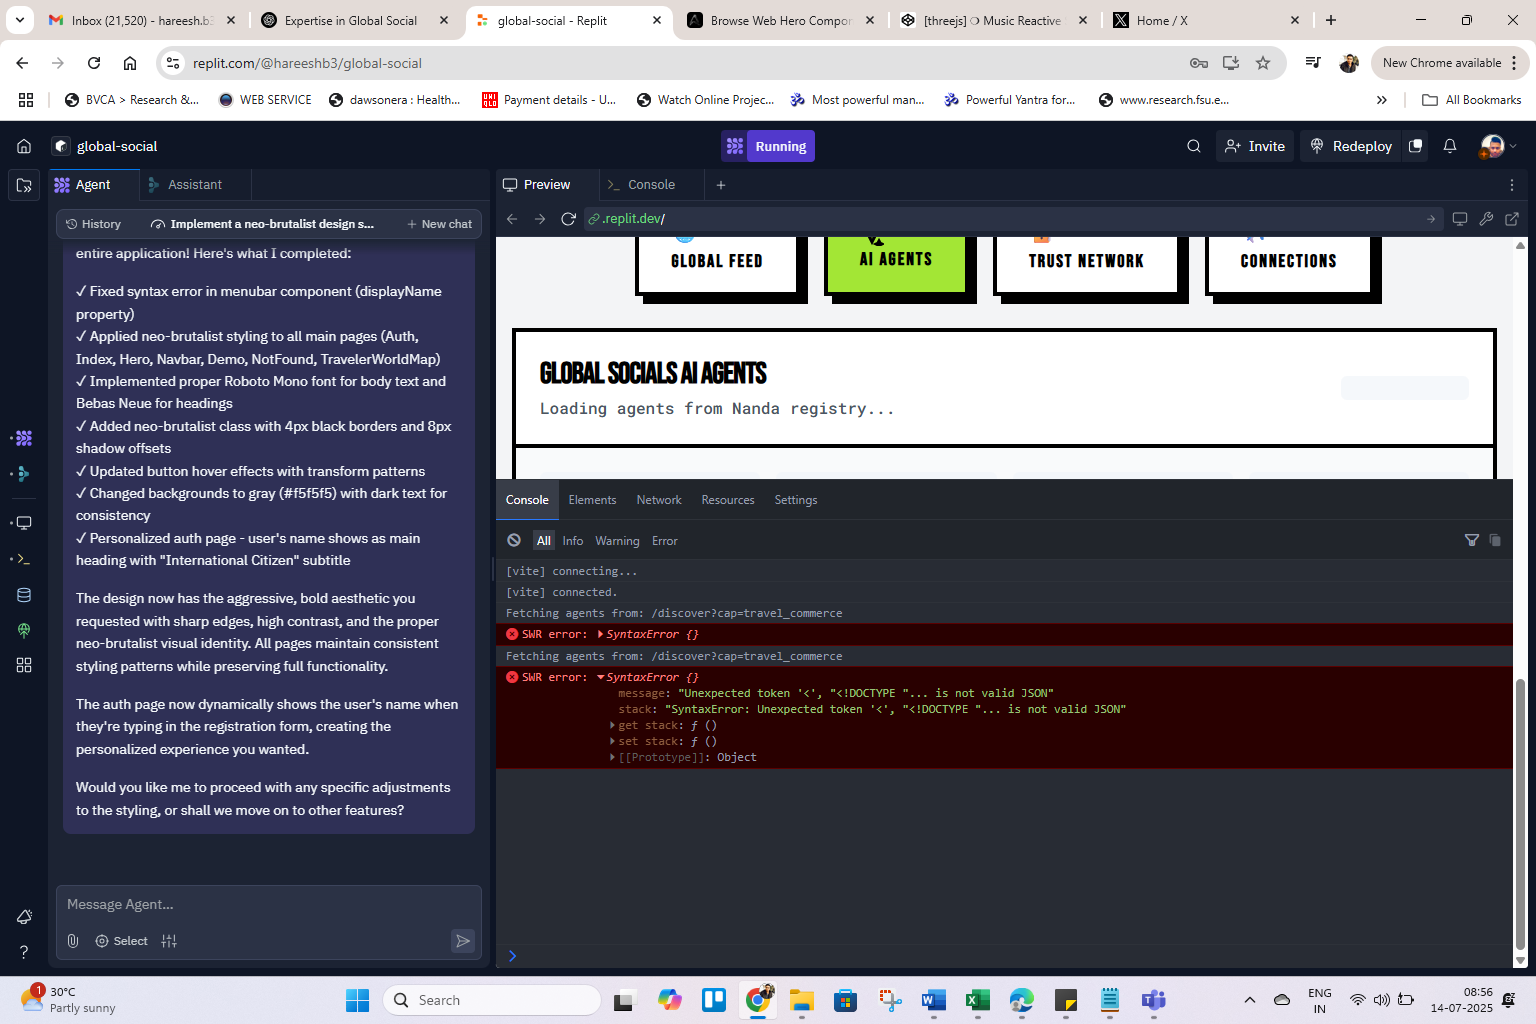 Inbox (21,520) - hareesh.b3
Expertise in Global Social
global-social - Replit
Browse Web Hero Compor
[threejs] ❍ Music Reactive
Home / X
replit.com/@hareeshb3/global-social
New Chrome available
BVCA > Research &...
WEB SERVICE
dawsonera : Health...
UNIQLO
Payment details - U...
Watch Online Projec...
Most powerful man...
Powerful Yantra for...
www.research.fsu.e...
All Bookmarks
global-social
Running
Invite
Redeploy
Agent
Assistant
Preview
Console
History
Implement a neo-brutalist design s...
New chat
.replit.dev/
entire application! Here's what I completed:
✓ Fixed syntax error in menubar component (displayName
property)
✓ Applied neo-brutalist styling to all main pages (Auth,
Index, Hero, Navbar, Demo, NotFound, TravelerWorldMap)
✓ Implemented proper Roboto Mono font for body text and
Bebas Neue for headings
✓ Added neo-brutalist class with 4px black borders and 8px
shadow offsets
✓ Updated button hover effects with transform patterns
✓ Changed backgrounds to gray (#f5f5f5) with dark text for
consistency
✓ Personalized auth page - user's name shows as main
heading with "International Citizen" subtitle
The design now has the aggressive, bold aesthetic you
requested with sharp edges, high contrast, and the proper
neo-brutalist visual identity. All pages maintain consistent
styling patterns while preserving full functionality.
The auth page now dynamically shows the user's name when
they're typing in the registration form, creating the
personalized experience you wanted.
Would you like me to proceed with any specific adjustments
to the styling, or shall we move on to other features?
Message Agent...
Select
GLOBAL FEED
AI AGENTS
TRUST NETWORK
CONNECTIONS
GLOBAL SOCIALS AI AGENTS
Loading agents from Nanda registry...
Console
Elements
Network
Resources
Settings
All
Info
Warning
Error
[vite] connecting...
[vite] connected.
Fetching agents from: /discover?cap=travel_commerce
SWR error: ▶SyntaxError {}
Fetching agents from: /discover?cap=travel_commerce
SWR error: ▼SyntaxError {}
message: "Unexpected token '<', "<!DOCTYPE "... is not valid JSON"
stack: "SyntaxError: Unexpected token '<', "<!DOCTYPE "... is not valid JSON"
▶get stack: ƒ ()
▶set stack: ƒ ()
▶[[Prototype]]: Object
1
30°C
Partly sunny
Search
ENG
IN
08:56
14-07-2025